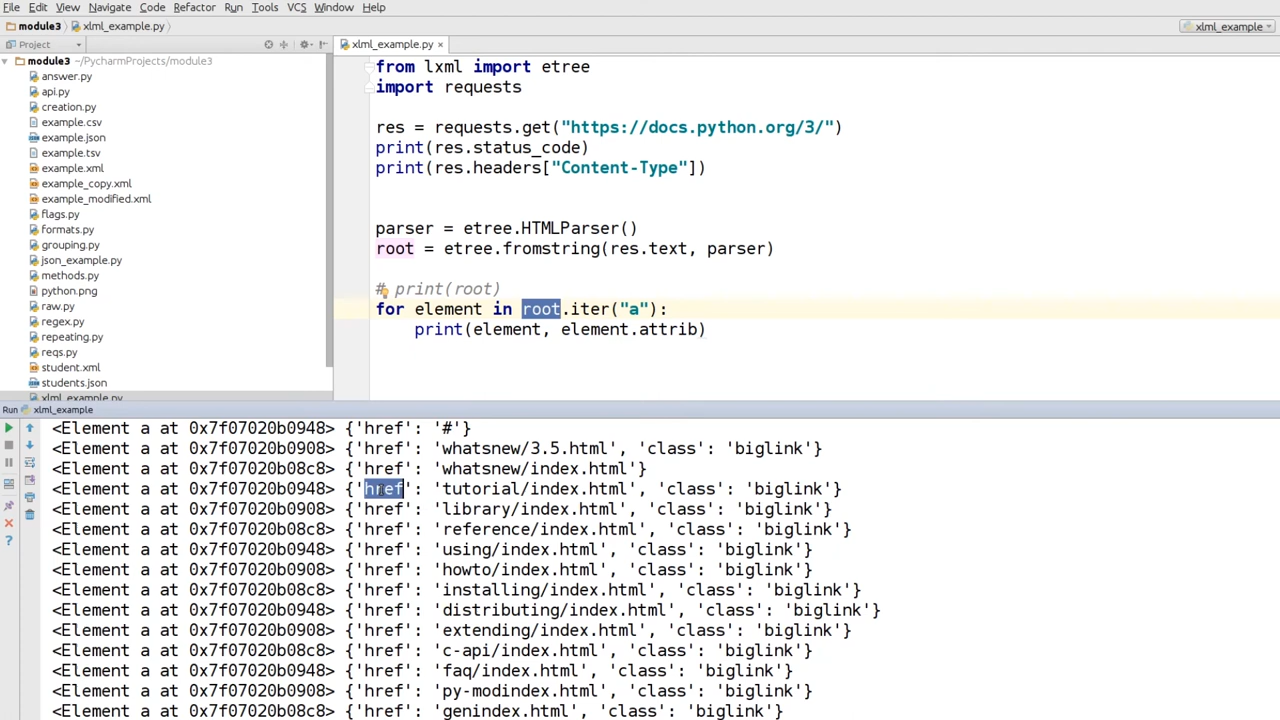 File Edit View Navigate Code Refactor Run Tools VCS Window Help
module3 xlml_example.py xlml_example
Project xlml_example.py ×
module3 ~/PycharmProjects/module3
answer.py
api.py
creation.py
example.csv
example.json
example.tsv
example.xml
example_copy.xml
example_modified.xml
flags.py
formats.py
grouping.py
json_example.py
methods.py
python.png
raw.py
regex.py
repeating.py
reqs.py
student.xml
students.json
xlml_example.py
from lxml import etree
import requests
res = requests.get("https://docs.python.org/3/")
print(res.status_code)
print(res.headers["Content-Type"])
parser = etree.HTMLParser()
root = etree.fromstring(res.text, parser)
# print(root)
for element in root.iter("a"):
print(element, element.attrib)
Run xlml_example
<Element a at 0x7f07020b0948> {'href': '#'}
<Element a at 0x7f07020b0908> {'href': 'whatsnew/3.5.html', 'class': 'biglink'}
<Element a at 0x7f07020b08c8> {'href': 'whatsnew/index.html'}
<Element a at 0x7f07020b0948> {'href': 'tutorial/index.html', 'class': 'biglink'}
<Element a at 0x7f07020b0908> {'href': 'library/index.html', 'class': 'biglink'}
<Element a at 0x7f07020b08c8> {'href': 'reference/index.html', 'class': 'biglink'}
<Element a at 0x7f07020b0948> {'href': 'using/index.html', 'class': 'biglink'}
<Element a at 0x7f07020b0908> {'href': 'howto/index.html', 'class': 'biglink'}
<Element a at 0x7f07020b08c8> {'href': 'installing/index.html', 'class': 'biglink'}
<Element a at 0x7f07020b0948> {'href': 'distributing/index.html', 'class': 'biglink'}
<Element a at 0x7f07020b0908> {'href': 'extending/index.html', 'class': 'biglink'}
<Element a at 0x7f07020b08c8> {'href': 'c-api/index.html', 'class': 'biglink'}
<Element a at 0x7f07020b0948> {'href': 'faq/index.html', 'class': 'biglink'}
<Element a at 0x7f07020b0908> {'href': 'py-modindex.html', 'class': 'biglink'}
<Element a at 0x7f07020b08c8> {'href': 'genindex.html', 'class': 'biglink'}